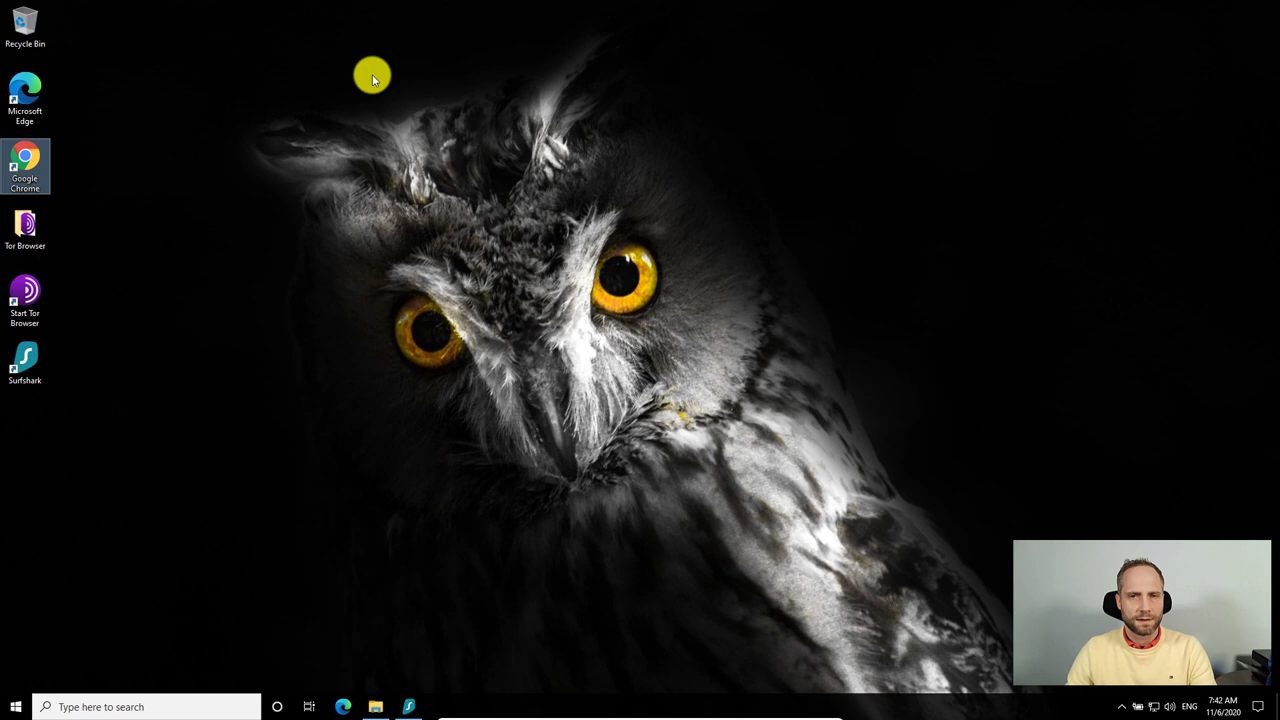 Recycle Bin
Microsoft
Edge
Google
Chrome
Tor Browser
Start Tor
Browser
Surfshark
Type here to search
ENG
7:42 AM
11/6/2020